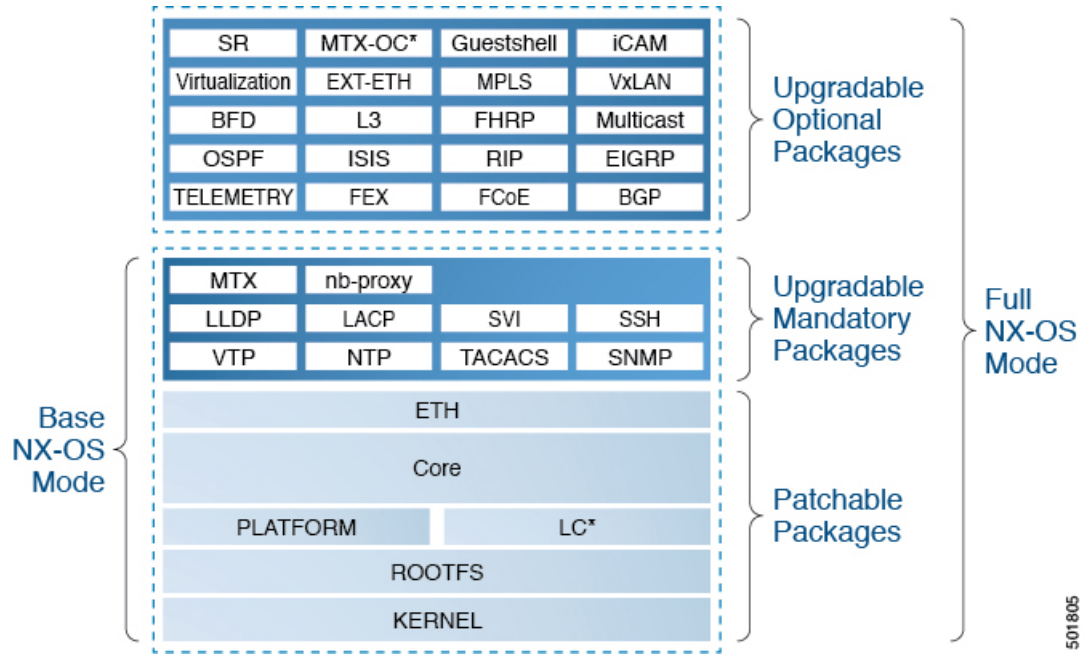 SR MTX-OC* Guestshell iCAM
Virtualization EXT-ETH MPLS VxLAN
BFD L3 FHRP Multicast
OSPF ISIS RIP EIGRP
TELEMETRY FEX FCoE BGP
Upgradable
Optional
Packages
MTX nb-proxy
LLDP LACP SVI SSH
VTP NTP TACACS SNMP
Upgradable
Mandatory
Packages
Full
NX-OS
Mode
Base
NX-OS
Mode
ETH
Core
PLATFORM LC*
ROOTFS
KERNEL
Patchable
Packages
501805